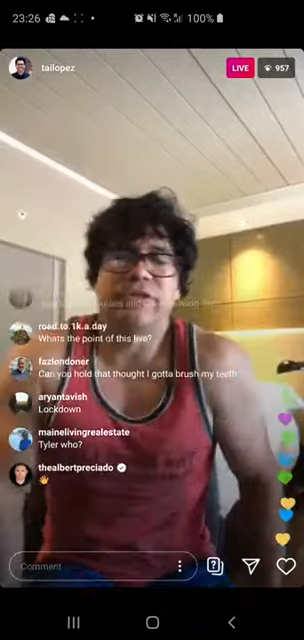 23:26
100%
tailopez
LIVE
957
road.to.1k.a.day
Whats the point of this live?
fazlondoner
Can you hold that thought I gotta brush my teeth
aryantavish
Lockdown
mainelivingrealestate
Tyler who?
thealbertpreciado
👋
Comment